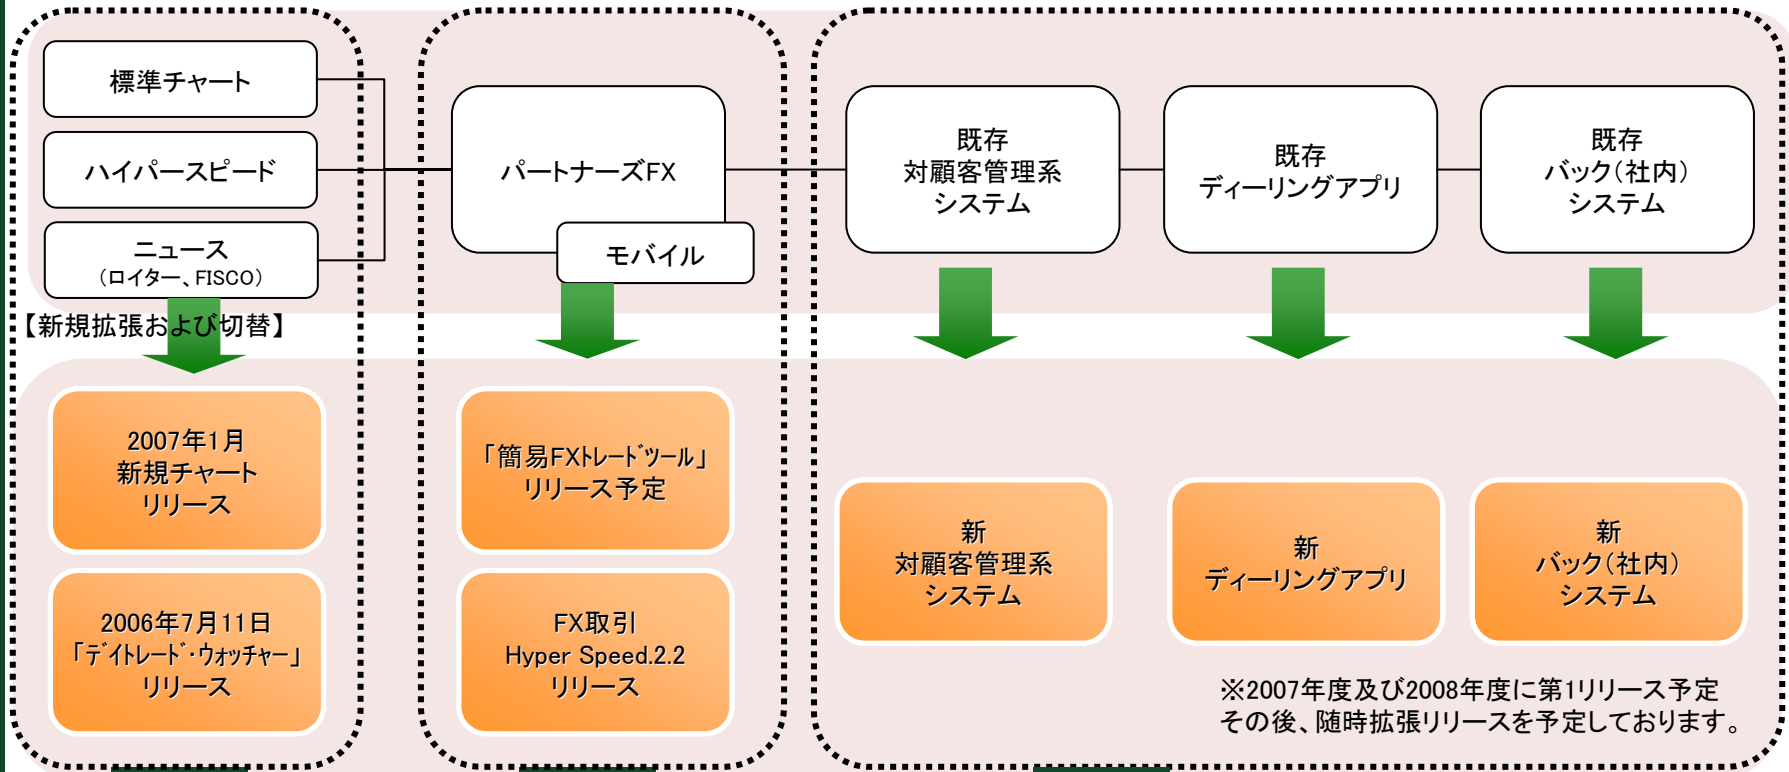 標準チャート
ハイパースピード
ニュース
(ロイター、FISCO)
パートナーズFX
モバイル
既存
対顧客管理系
システム
既存
ディーリングアプリ
既存
バック(社内)
システム
【新規拡張および切替】
2007年1月
新規チャート
リリース
2006年7月11日
「ﾃﾞｲﾄﾚｰﾄﾞ・ｳｫｯﾁｬｰ」
リリース
「簡易FXﾄﾚｰﾄﾞﾂｰﾙ」
リリース予定
FX取引
Hyper Speed.2.2
リリース
新
対顧客管理系
システム
新
ディーリングアプリ
新
バック(社内)
システム
※2007年度及び2008年度に第1リリース予定
その後、随時拡張リリースを予定しております。